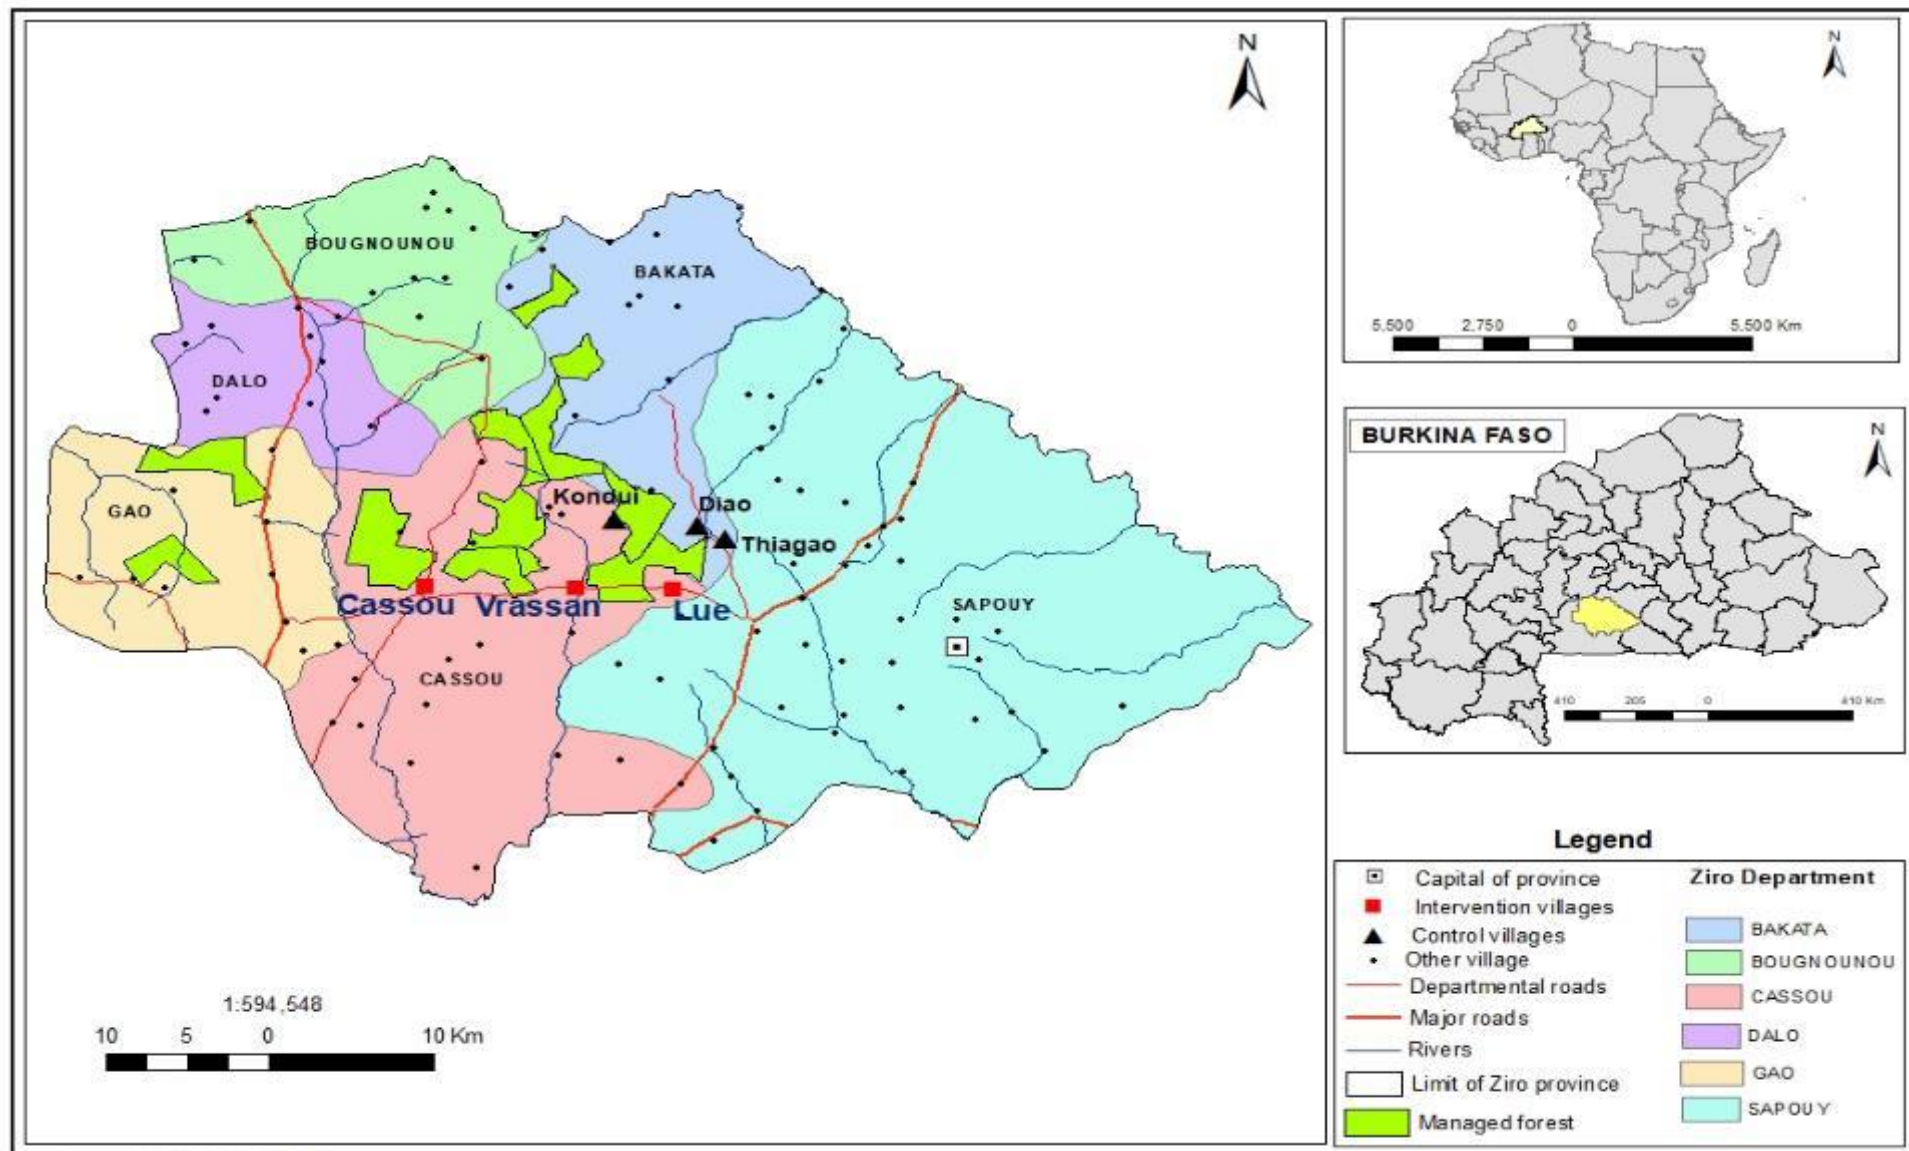 N
BOUGNOUNOU
BAKATA
DALO
GAO
Kondui
Diao
Thiagao
Cassou
Vrassan
Lue
SAPOUY
CASSOU
1:594,548
10 5 0 10 Km
N
5,500 2,750 0 5,500 Km
BURKINA FASO
N
410 205 0 410 Km
Legend
Capital of province
Intervention villages
Control villages
Other village
Departmental roads
Major roads
Rivers
Limit of Ziro province
Managed forest
Ziro Department
BAKATA
BOUGNOUNOU
CASSOU
DALO
GAO
SAPOUY